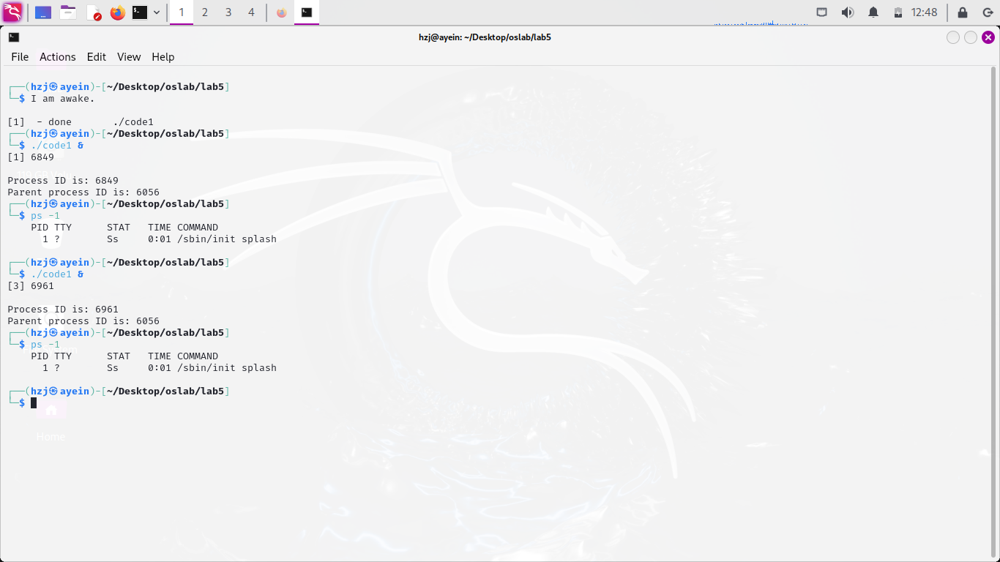 1 2 3 4 12:48
hzj@ayein: ~/Desktop/oslab/lab5
File Actions Edit View Help
┌──(hzj㉿ayein)-[~/Desktop/oslab/lab5]
└─$ I am awake.
[1]  - done       ./code1
┌──(hzj㉿ayein)-[~/Desktop/oslab/lab5]
└─$ ./code1 &
[1] 6849
Process ID is: 6849
Parent process ID is: 6056
┌──(hzj㉿ayein)-[~/Desktop/oslab/lab5]
└─$ ps -1
    PID TTY      STAT   TIME COMMAND
      1 ?        Ss     0:01 /sbin/init splash
┌──(hzj㉿ayein)-[~/Desktop/oslab/lab5]
└─$ ./code1 &
[3] 6961
Process ID is: 6961
Parent process ID is: 6056
┌──(hzj㉿ayein)-[~/Desktop/oslab/lab5]
└─$ ps -1
    PID TTY      STAT   TIME COMMAND
      1 ?        Ss     0:01 /sbin/init splash
┌──(hzj㉿ayein)-[~/Desktop/oslab/lab5]
└─$
Home